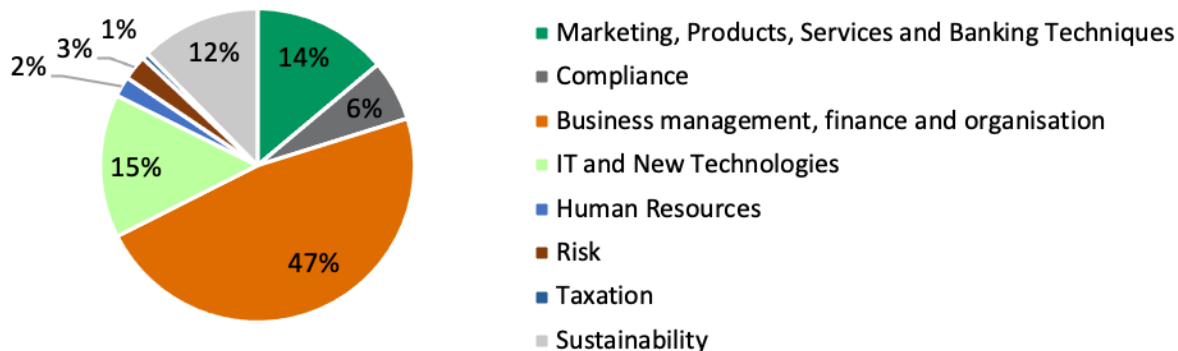 1%
3%
2%
12%
14%
6%
15%
47%
Marketing, Products, Services and Banking Techniques
Compliance
Business management, finance and organisation
IT and New Technologies
Human Resources
Risk
Taxation
Sustainability